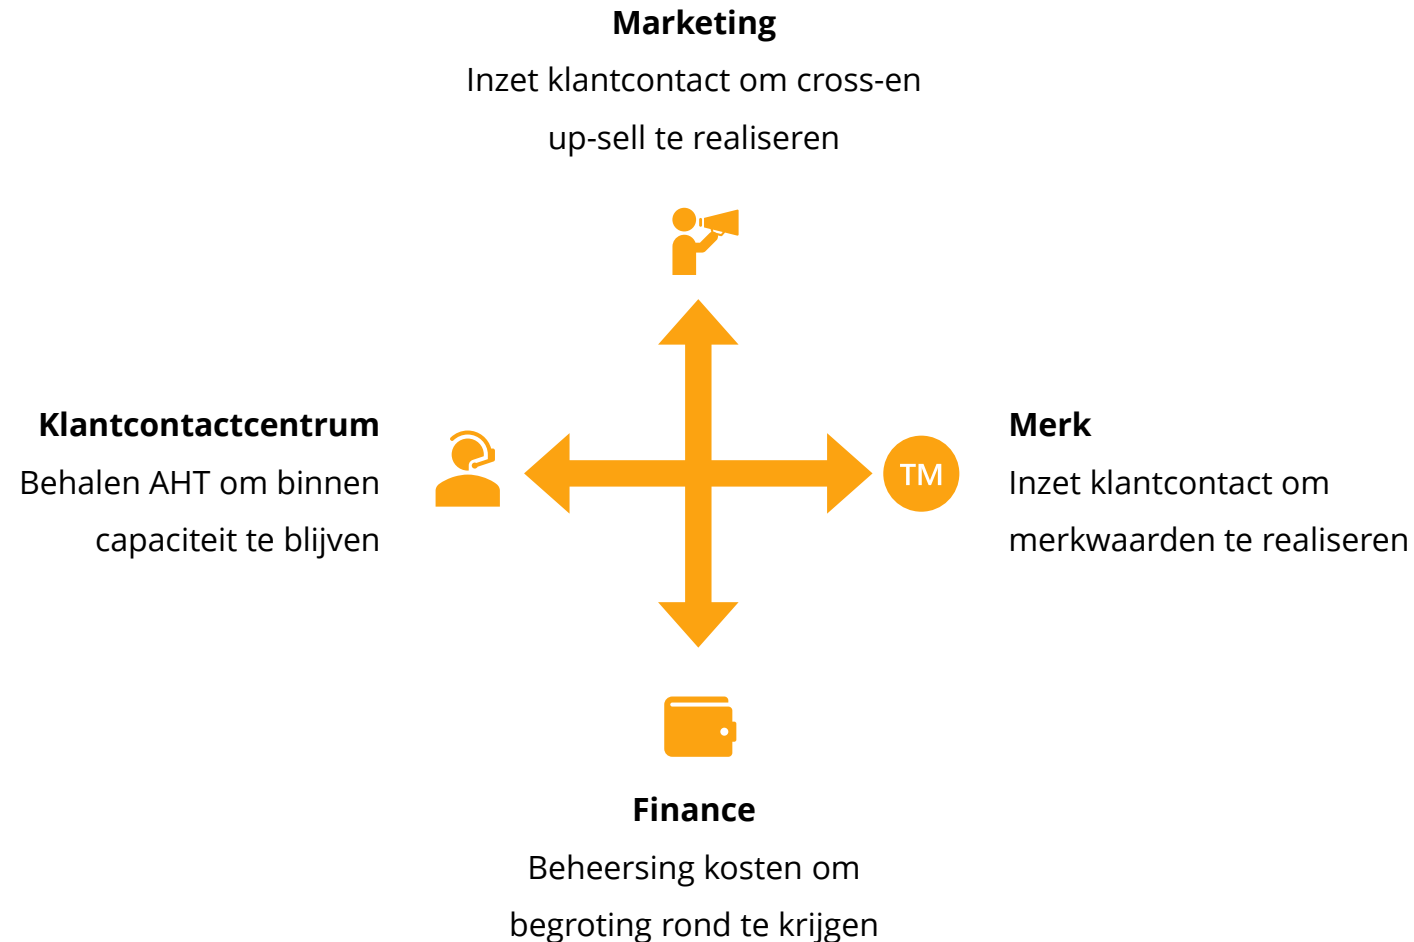 Marketing
Inzet klantcontact om cross-en
up-sell te realiseren
Klantcontactcentrum
Behalen AHT om binnen
capaciteit te blijven
TM
Merk
Inzet klantcontact om
merkwaarden te realiseren
Finance
Beheersing kosten om
begroting rond te krijgen